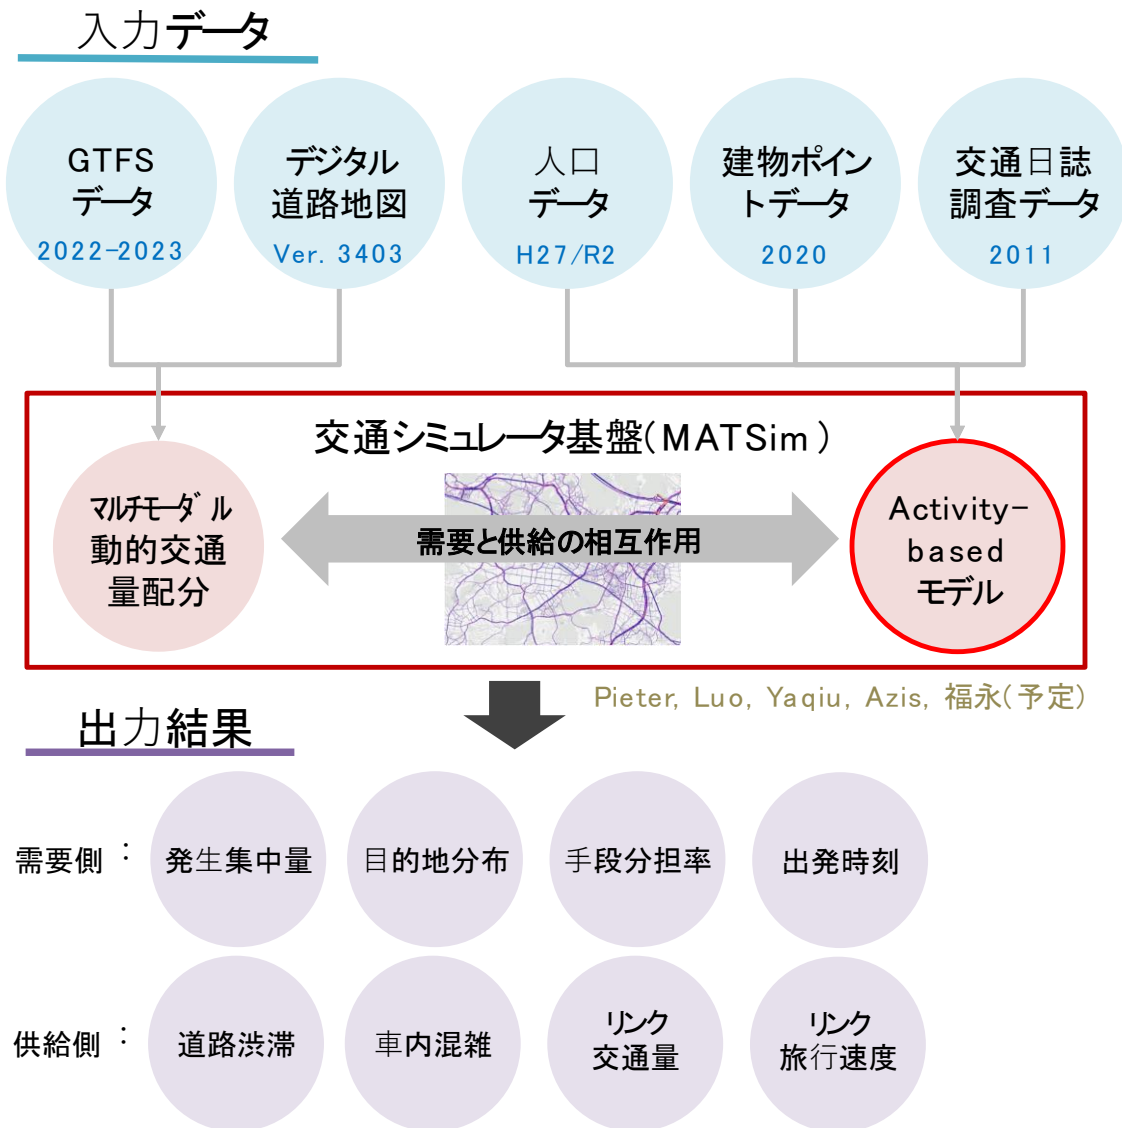 入力データ
GTFS
データ
2022-2023
デジタル
道路地図
Ver. 3403
人口
データ
H27/R2
建物ポイン
トデータ
2020
交通日誌
調査データ
2011
交通シミュレータ基盤(MATSim)
マルチモーダル
動的交通
量配分
需要と供給の相互作用
Activity-
based
モデル
Pieter, Luo, Yaqiu, Azis, 福永(予定)
出力結果
需要側：
発生集中量
目的地分布
手段分担率
出発時刻
供給側：
道路渋滞
車内混雑
リンク
交通量
リンク
旅行速度